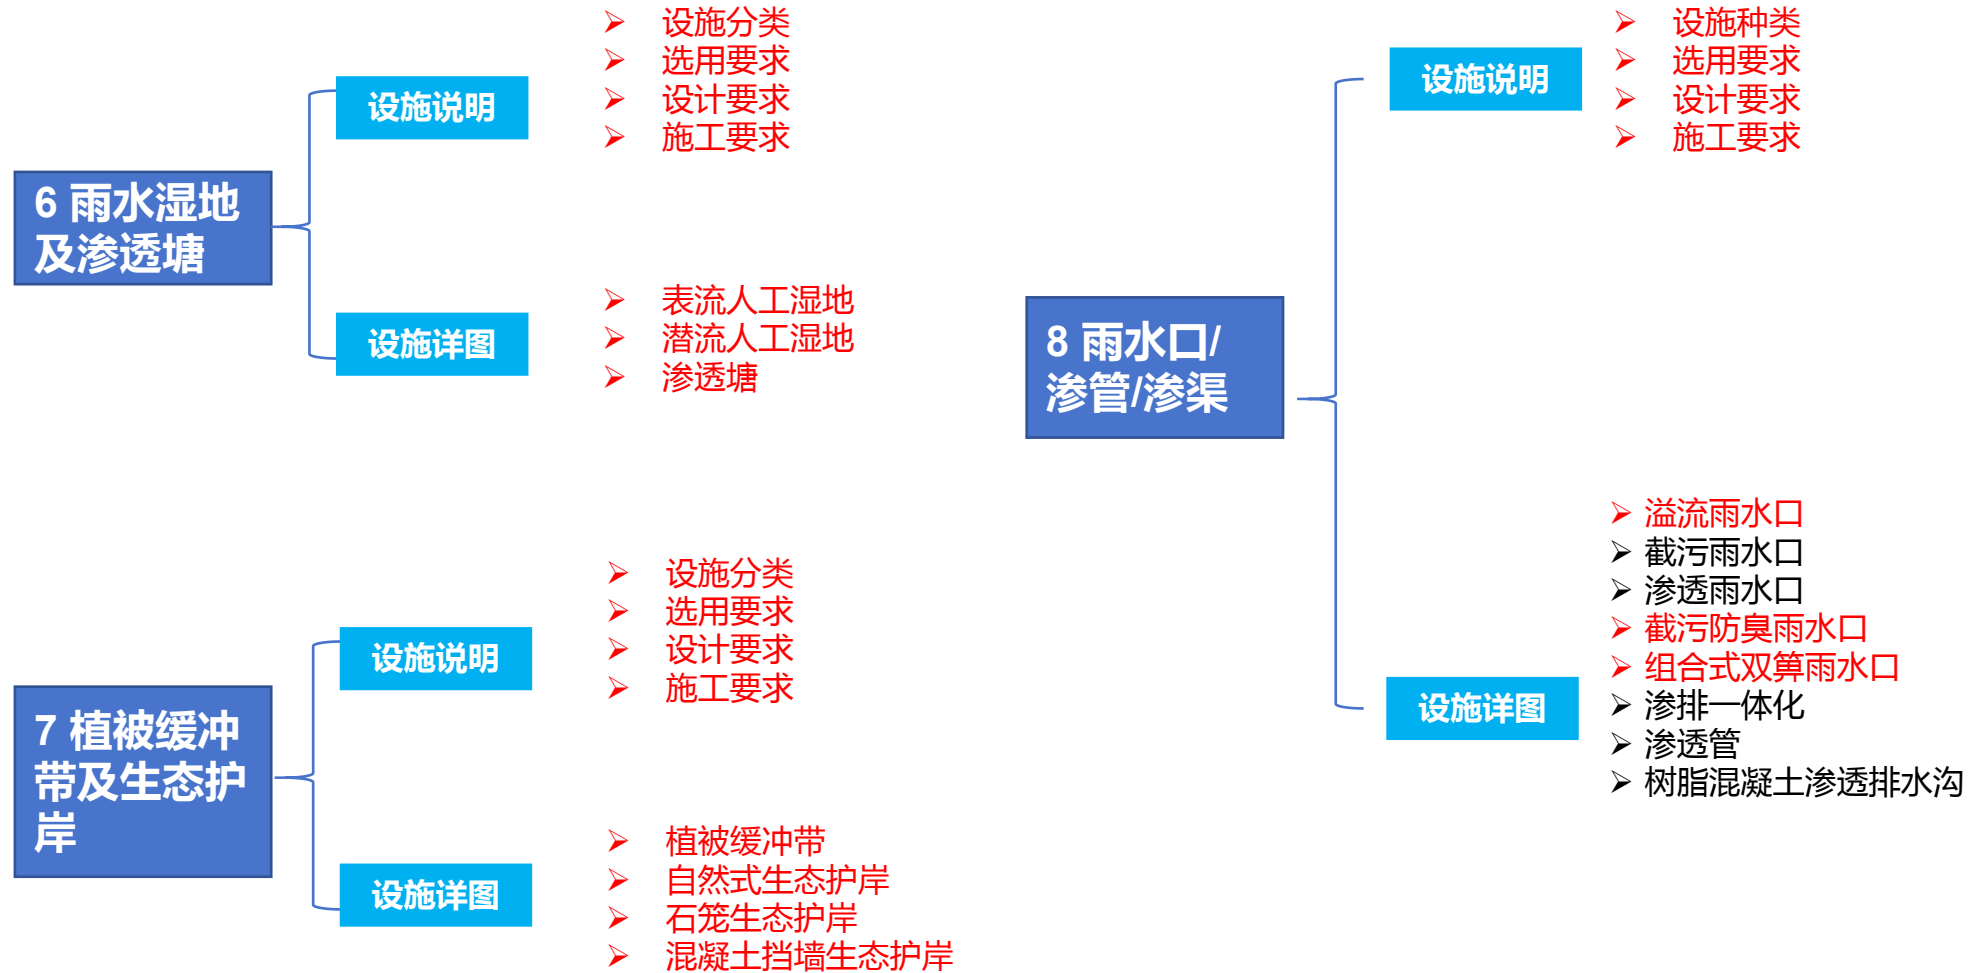 6 雨水湿地
及渗透塘
设施说明
设施分类
选用要求
设计要求
施工要求
设施详图
表流人工湿地
潜流人工湿地
渗透塘
7 植被缓冲
带及生态护
岸
设施说明
设施分类
选用要求
设计要求
施工要求
设施详图
植被缓冲带
自然式生态护岸
石笼生态护岸
混凝土挡墙生态护岸
8 雨水口/
渗管/渗渠
设施说明
设施种类
选用要求
设计要求
施工要求
设施详图
溢流雨水口
截污雨水口
渗透雨水口
截污防臭雨水口
组合式双箅雨水口
渗排一体化
渗透管
树脂混凝土渗透排水沟